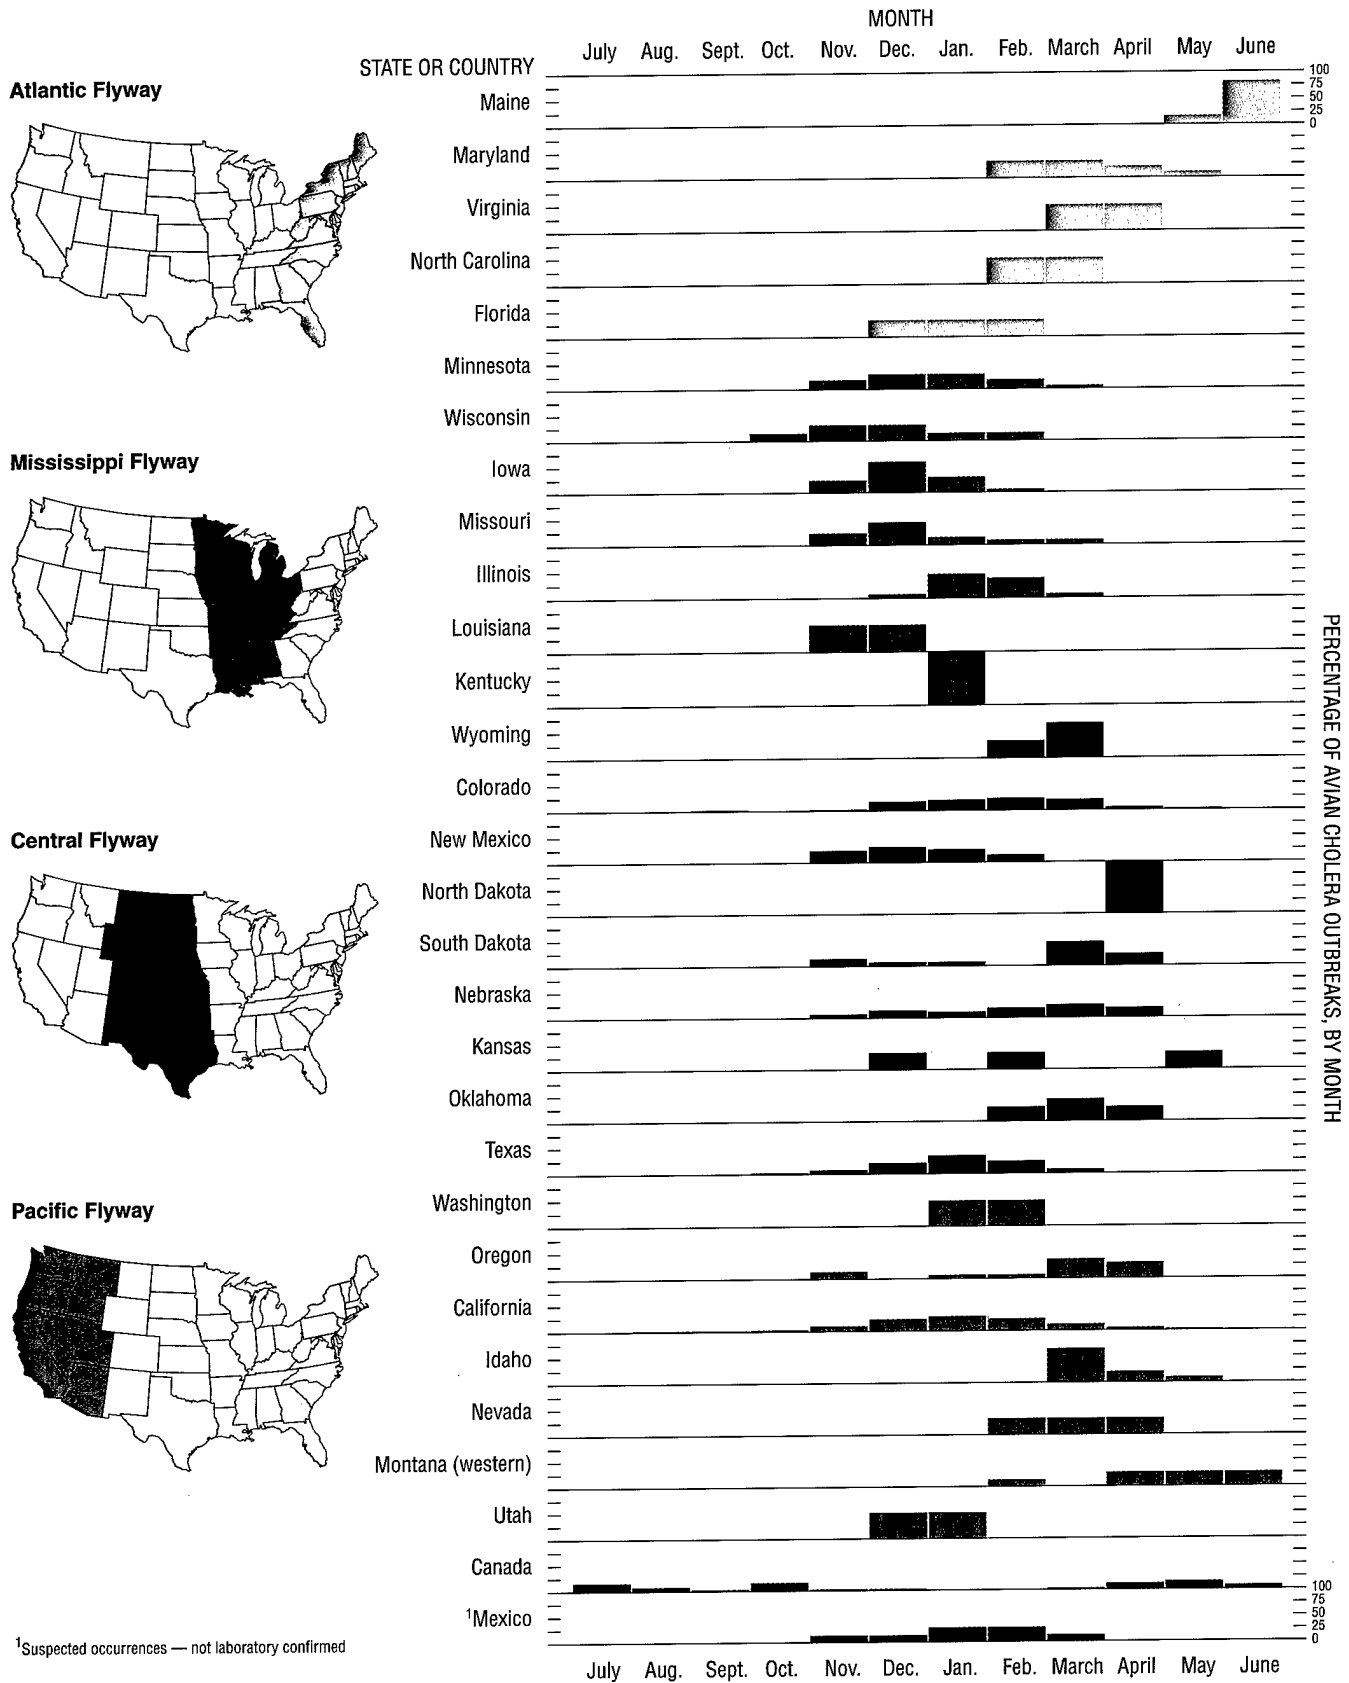 MONTH
July Aug. Sept. Oct. Nov. Dec. Jan. Feb. March April May June
STATE OR COUNTRY
100
75
50
25
0
Atlantic Flyway
Maine
Maryland
Virginia
North Carolina
Florida
Minnesota
Wisconsin
Mississippi Flyway
Iowa
Missouri
Illinois
Louisiana
Kentucky
Wyoming
Colorado
Central Flyway
New Mexico
North Dakota
South Dakota
Nebraska
Kansas
Oklahoma
Texas
Pacific Flyway
Washington
Oregon
California
Idaho
Nevada
Montana (western)
Utah
Canada
1Mexico
100
75
50
25
0
PERCENTAGE OF AVIAN CHOLERA OUTBREAKS, BY MONTH
1Suspected occurrences — not laboratory confirmed
July Aug. Sept. Oct. Nov. Dec. Jan. Feb. March April May June